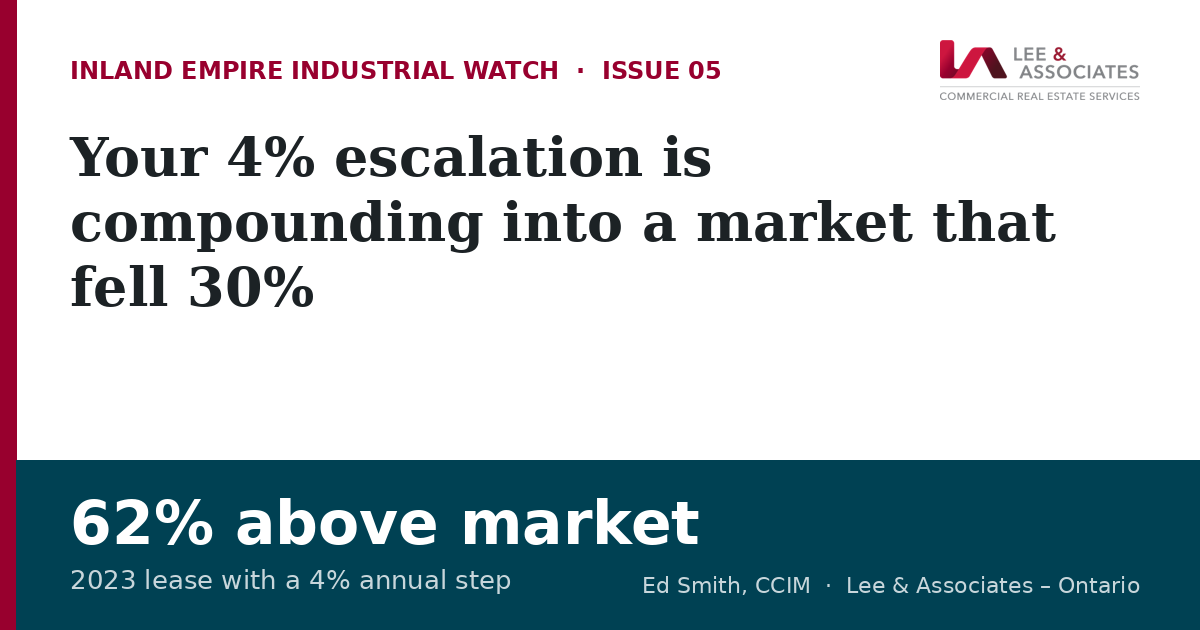 INLAND EMPIRE INDUSTRIAL WATCH · ISSUE 05
LEE &
ASSOCIATES
COMMERCIAL REAL ESTATE SERVICES
Your 4% escalation is
compounding into a market that
fell 30%
62% above market
2023 lease with a 4% annual step
Ed Smith, CCIM · Lee & Associates – Ontario